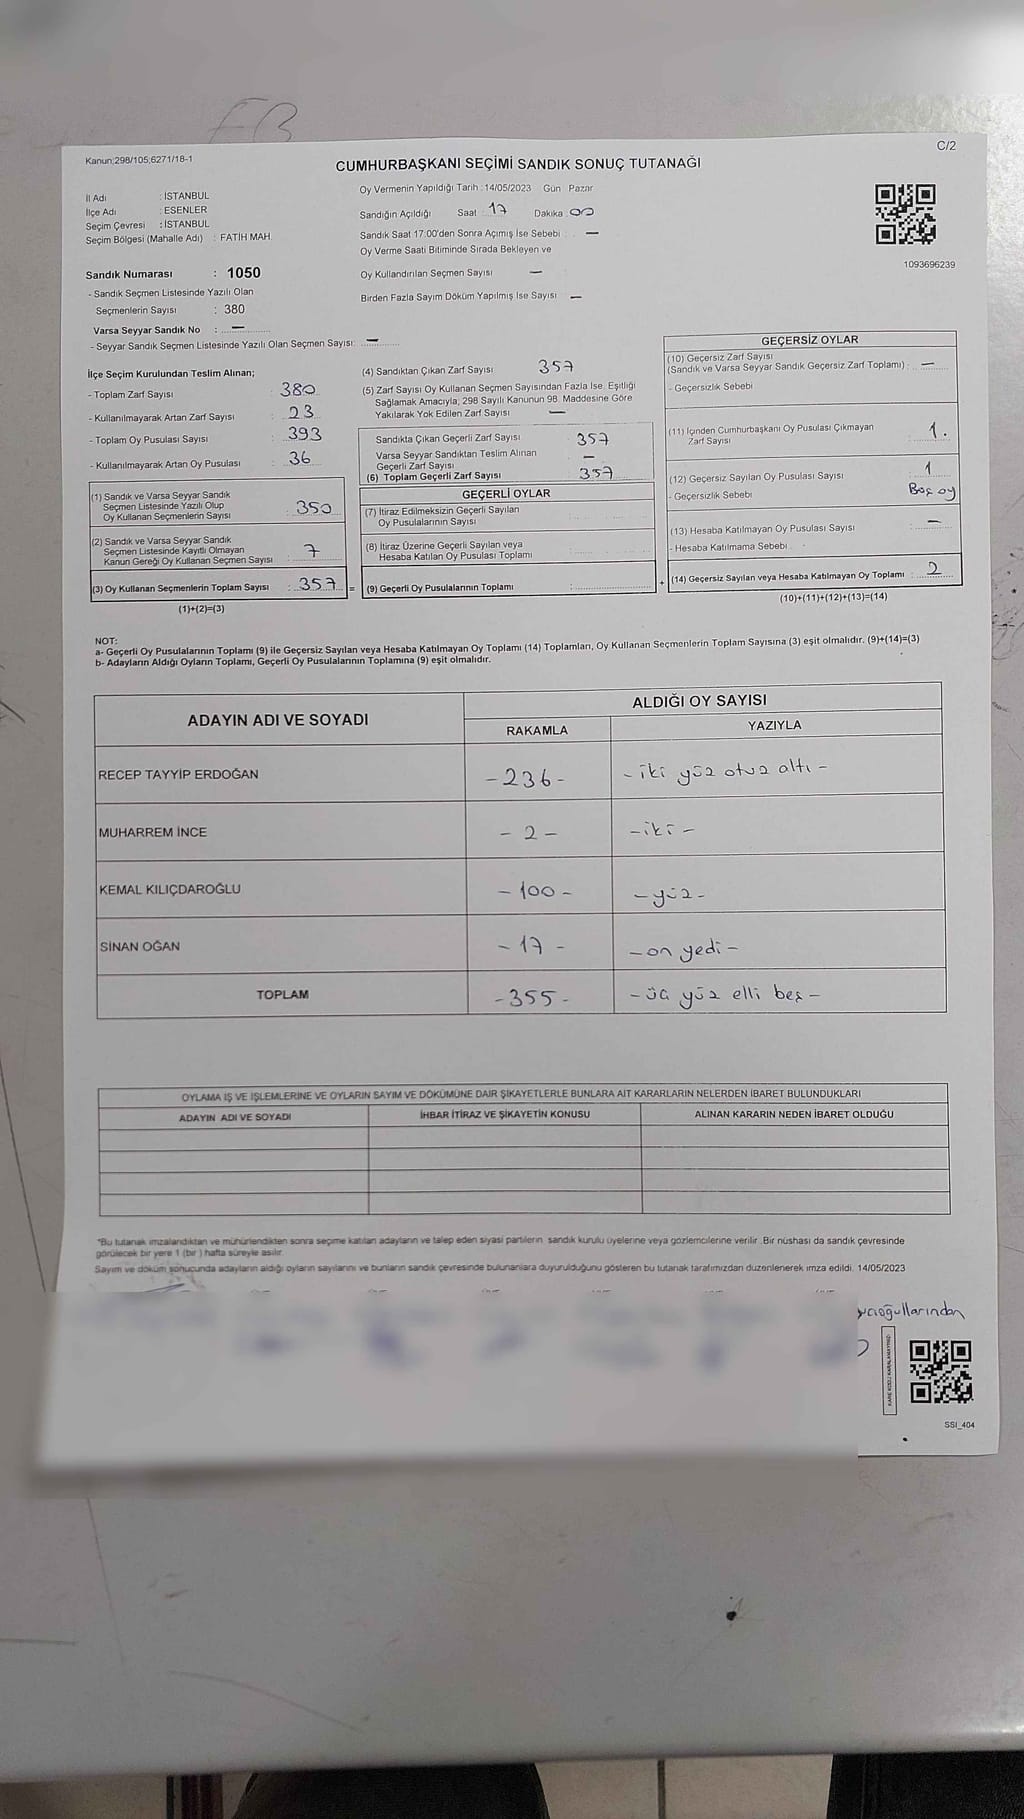 EB
C/2
Kanun;298/105;6271/18-1
CUMHURBAŞKANI SEÇİMİ SANDIK SONUÇ TUTANAĞI
İl Adı : İSTANBUL
İlçe Adı : ESENLER
Seçim Çevresi : İSTANBUL
Seçim Bölgesi (Mahalle Adı) : FATİH MAH.
Sandık Numarası : 1050
- Sandık Seçmen Listesinde Yazılı Olan
Seçmenlerin Sayısı : 380
Varsa Seyyar Sandık No : —
- Seyyar Sandık Seçmen Listesinde Yazılı Olan Seçmen Sayısı: —
Oy Vermenin Yapıldığı Tarih :14/05/2023 Gün Pazar
Sandığın Açıldığı Saat 17 Dakika 00
Sandık Saat 17:00'den Sonra Açımış İse Sebebi : —
Oy Verme Saati Bitiminde Sırada Bekleyen ve
Oy Kullandırılan Seçmen Sayısı —
Birden Fazla Sayım Döküm Yapılmış İse Sayısı —
1093696239
İlçe Seçim Kurulundan Teslim Alınan;
- Toplam Zarf Sayısı : 380
- Kullanılmayarak Artan Zarf Sayısı : 23
- Toplam Oy Pusulası Sayısı : 393
- Kullanılmayarak Artan Oy Pusulası : 36
(1) Sandık ve Varsa Seyyar Sandık
Seçmen Listesinde Yazılı Olup
Oy Kullanan Seçmenlerin Sayısı : 350
(2) Sandık ve Varsa Seyyar Sandık
Seçmen Listesinde Kayıtlı Olmayan
Kanun Gereği Oy Kullanan Seçmen Sayısı : 7
(3) Oy Kullanan Seçmenlerin Toplam Sayısı : 357 =
(1)+(2)=(3)
(4) Sandıktan Çıkan Zarf Sayısı 357
(5) Zarf Sayısı Oy Kullanan Seçmen Sayısından Fazla İse, Eşitliği
Sağlamak Amacıyla; 298 Sayılı Kanunun 98. Maddesine Göre
Yakılarak Yok Edilen Zarf Sayısı —
Sandıkta Çıkan Geçerli Zarf Sayısı : 357
Varsa Seyyar Sandıktan Teslim Alınan
Geçerli Zarf Sayısı —
(6) Toplam Geçerli Zarf Sayısı : 357
GEÇERLİ OYLAR
(7) İtiraz Edilmeksizin Geçerli Sayılan
Oy Pusulalarının Sayısı
(8) İtiraz Üzerine Geçerli Sayılan veya
Hesaba Katılan Oy Pusulası Toplamı
(9) Geçerli Oy Pusulalarının Toplamı : +
GEÇERSİZ OYLAR
(10) Geçersiz Zarf Sayısı
(Sandık ve Varsa Seyyar Sandık Geçersiz Zarf Toplamı) : —
- Geçersizlik Sebebi
(11) İçinden Cumhurbaşkanı Oy Pusulası Çıkmayan
Zarf Sayısı : 1.
(12) Geçersiz Sayılan Oy Pusulası Sayısı : 1
- Geçersizlik Sebebi : Boş oy
(13) Hesaba Katılmayan Oy Pusulası Sayısı : —
- Hesaba Katılmama Sebebi :
(14) Geçersiz Sayılan veya Hesaba Katılmayan Oy Toplamı : 2
(10)+(11)+(12)+(13)=(14)
NOT:
a- Geçerli Oy Pusulalarının Toplamı (9) ile Geçersiz Sayılan veya Hesaba Katılmayan Oy Toplamı (14) Toplamları, Oy Kullanan Seçmenlerin Toplam Sayısına (3) eşit olmalıdır. (9)+(14)=(3)
b- Adayların Aldığı Oyların Toplamı, Geçerli Oy Pusulalarının Toplamına (9) eşit olmalıdır.
ADAYIN ADI VE SOYADI
ALDIĞI OY SAYISI
RAKAMLA YAZIYLA
RECEP TAYYİP ERDOĞAN -236- -iki yüz otuz altı-
MUHARREM İNCE -2- -iki-
KEMAL KILIÇDAROĞLU -100- -yüz-
SİNAN OĞAN -17- -on yedi-
TOPLAM -355- -üç yüz elli beş-
OYLAMA İŞ VE İŞLEMLERİNE VE OYLARIN SAYIM VE DÖKÜMÜNE DAİR ŞİKAYETLERLE BUNLARA AİT KARARLARIN NELERDEN İBARET BULUNDUKLARI
ADAYIN ADI VE SOYADI İHBAR İTİRAZ VE ŞİKAYETİN KONUSU ALINAN KARARIN NEDEN İBARET OLDUĞU
*Bu tutanak imzalandıktan ve mühürlendikten sonra seçime katılan adayların ve talep eden siyasi partilerin sandık kurulu üyelerine veya gözlemcilerine verilir .Bir nüshası da sandık çevresinde
görülecek bir yere 1 (bir ) hafta süreyle asılır.
Sayım ve döküm sonucunda adayların aldığı oyların sayılarını ve bunların sandık çevresinde bulunanlara duyurulduğunu gösteren bu tutanak tarafımızdan düzenlenerek imza edildi. 14/05/2023
ycıoğullarından
KARE KODU KARALAMAYINIZ
SSI_404